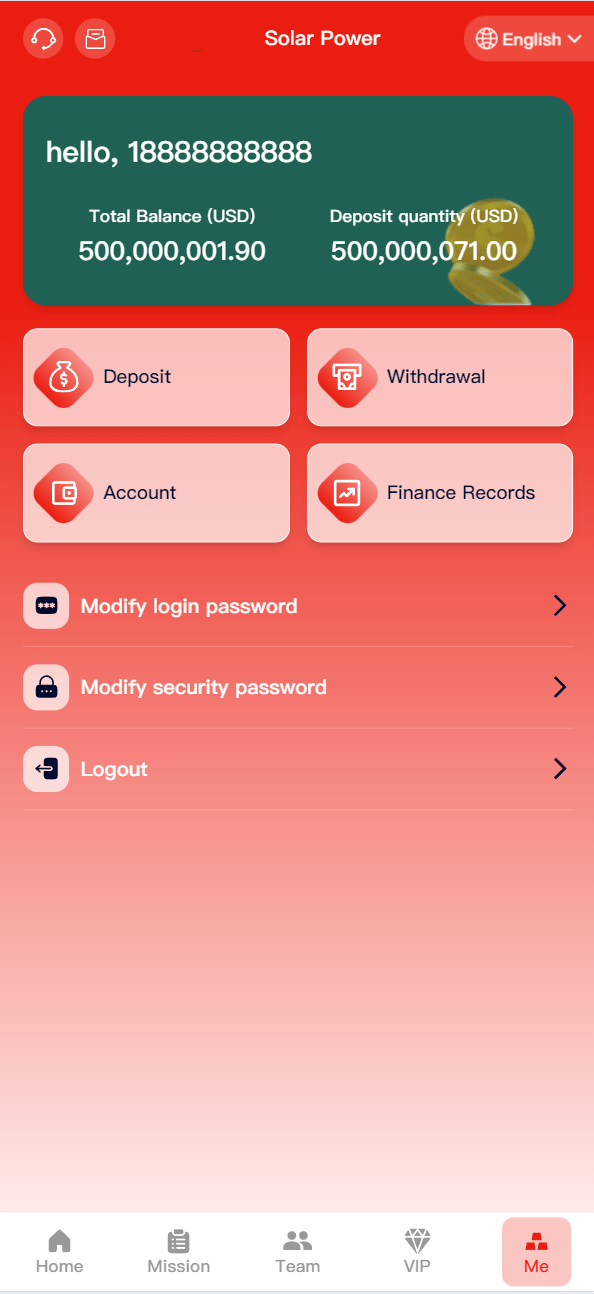 Solar Power
English
hello, 18888888888
Total Balance (USD)
Deposit quantity (USD)
500,000,001.90
500,000,071.00
Deposit
Withdrawal
Account
Finance Records
Modify login password
Modify security password
Logout
Home
Mission
Team
VIP
Me